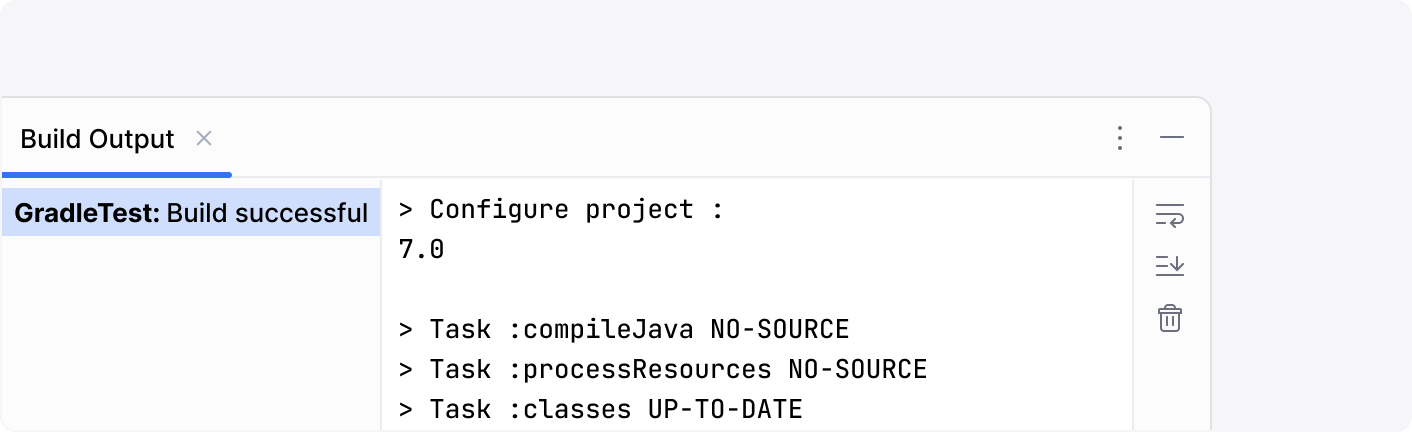 Build Output
GradleTest: Build successful
> Configure project :
7.0
> Task :compileJava NO-SOURCE
> Task :processResources NO-SOURCE
> Task :classes UP-TO-DATE